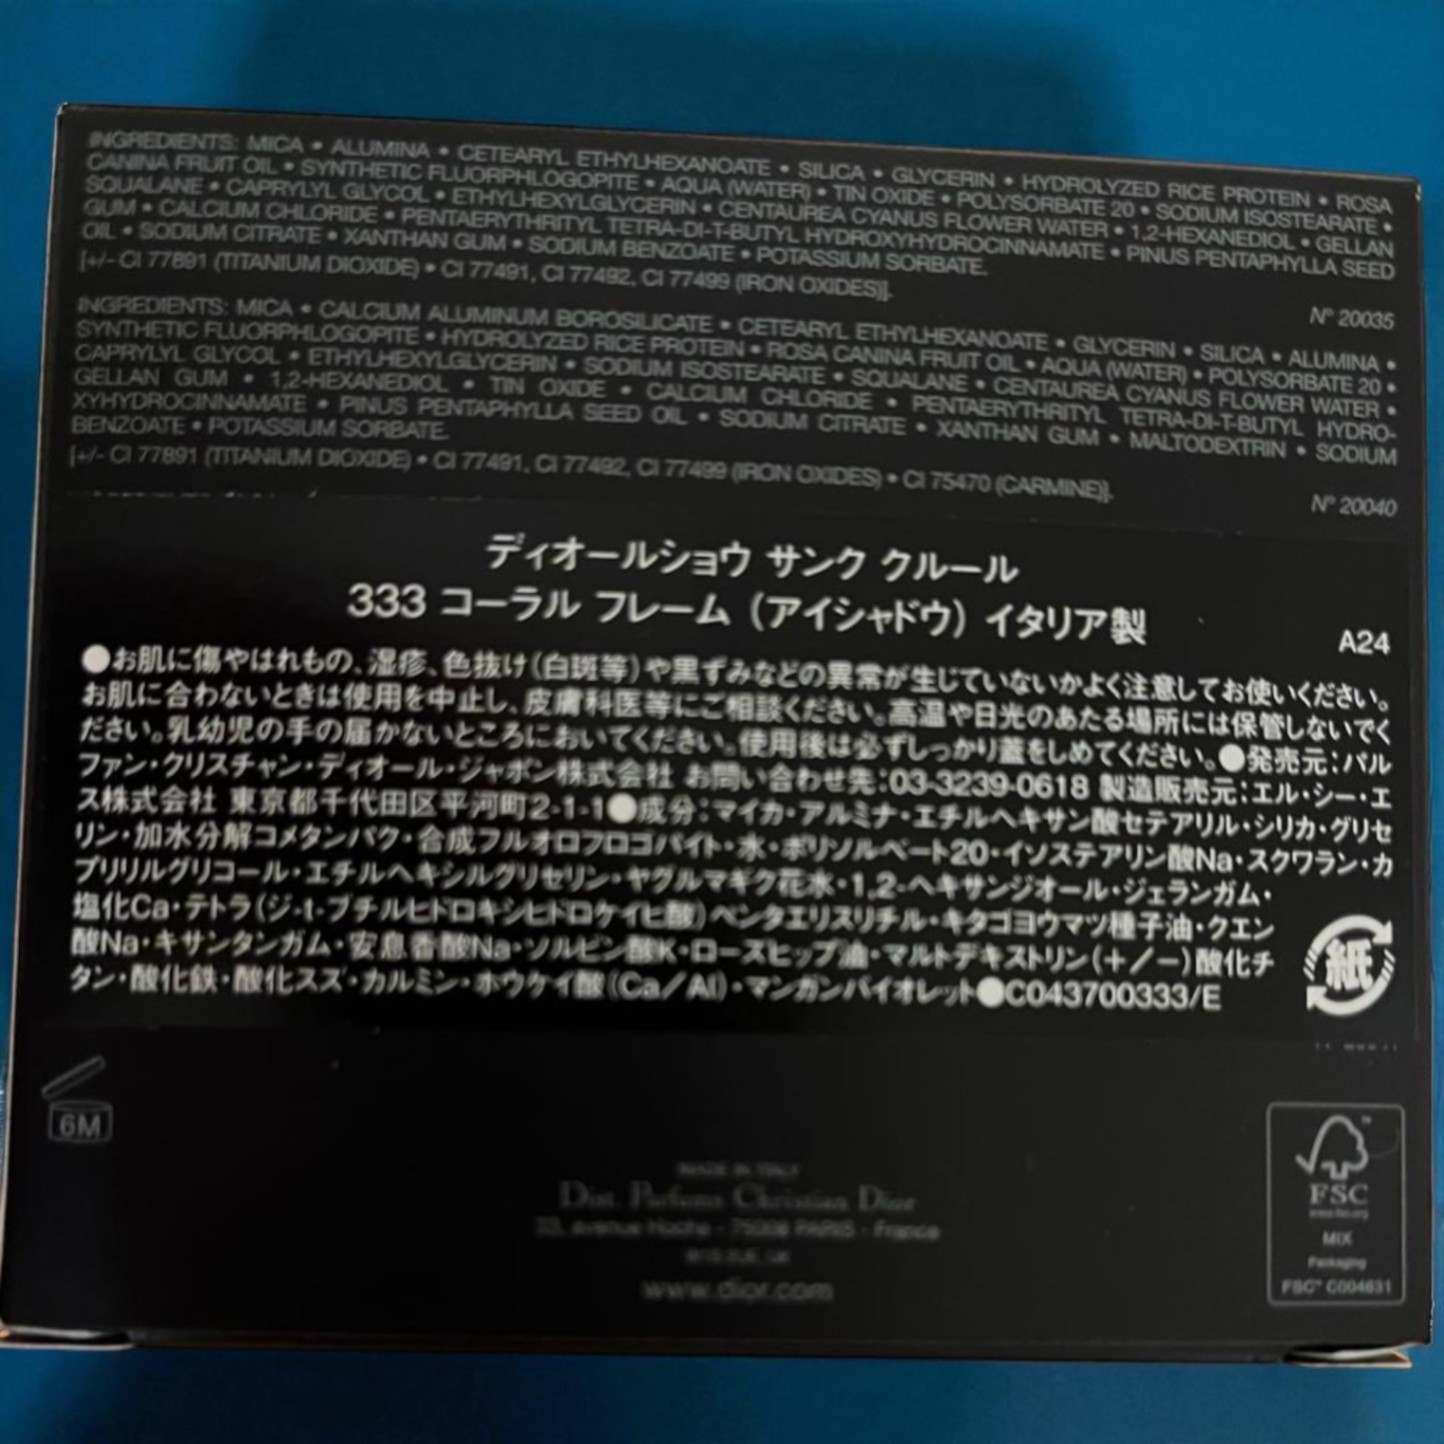 INGREDIENTS: MICA • ALUMINA • CETEARYL ETHYLHEXANOATE • SILICA • GLYCERIN • HYDROLYZED RICE PROTEIN • ROSA
CANINA FRUIT OIL • SYNTHETIC FLUORPHLOGOPITE • AQUA (WATER) • TIN OXIDE • POLYSORBATE 20 • SODIUM ISOSTEARATE •
SQUALANE • CAPRYLYL GLYCOL • ETHYLHEXYLGLYCERIN • CENTAUREA CYANUS FLOWER WATER • 1,2-HEXANEDIOL • GELLAN
GUM • CALCIUM CHLORIDE • PENTAERYTHRITYL TETRA-DI-T-BUTYL HYDROXYHYDROCINNAMATE • PINUS PENTAPHYLLA SEED
OIL • SODIUM CITRATE • XANTHAN GUM • SODIUM BENZOATE • POTASSIUM SORBATE.
[+/- CI 77891 (TITANIUM DIOXIDE) • CI 77491, CI 77492, CI 77499 (IRON OXIDES)].
N° 20035
INGREDIENTS: MICA • CALCIUM ALUMINUM BOROSILICATE • CETEARYL ETHYLHEXANOATE • GLYCERIN • SILICA • ALUMINA •
SYNTHETIC FLUORPHLOGOPITE • HYDROLYZED RICE PROTEIN • ROSA CANINA FRUIT OIL • AQUA (WATER) • POLYSORBATE 20 •
CAPRYLYL GLYCOL • ETHYLHEXYLGLYCERIN • SODIUM ISOSTEARATE • SQUALANE • CENTAUREA CYANUS FLOWER WATER •
GELLAN GUM • 1,2-HEXANEDIOL • TIN OXIDE • CALCIUM CHLORIDE • PENTAERYTHRITYL TETRA-DI-T-BUTYL HYDRO-
XYHYDROCINNAMATE • PINUS PENTAPHYLLA SEED OIL • SODIUM CITRATE • XANTHAN GUM • MALTODEXTRIN • SODIUM
BENZOATE • POTASSIUM SORBATE.
[+/- CI 77891 (TITANIUM DIOXIDE) • CI 77491, CI 77492, CI 77499 (IRON OXIDES) • CI 75470 (CARMINE)].
N° 20040
ディオールショウ サンク クルール
333 コーラル フレーム (アイシャドウ) イタリア製
A24
●お肌に傷やはれもの、湿疹、色抜け(白斑等)や黒ずみなどの異常が生じていないかよく注意してお使いください。
お肌に合わないときは使用を中止し、皮膚科医等にご相談ください。高温や日光のあたる場所には保管しないでく
ださい。乳幼児の手の届かないところにおいてください。使用後は必ずしっかり蓋をしめてください。●発売元:パル
ファン・クリスチャン・ディオール・ジャポン株式会社 お問い合わせ先:03-3239-0618 製造販売元:エル・シー・エ
ス株式会社 東京都千代田区平河町2-1-1●成分:マイカ・アルミナ・エチルヘキサン酸セテアリル・シリカ・グリセ
リン・加水分解コメタンパク・合成フルオロフロゴパイト・水・ポリソルベート20・イソステアリン酸Na・スクワラン・カ
プリリルグリコール・エチルヘキシルグリセリン・ヤグルマギク花水・1,2-ヘキサンジオール・ジェランガム・
塩化Ca・テトラ(ジ-t-ブチルヒドロキシヒドロケイヒ酸)ペンタエリスリチル・キタゴヨウマツ種子油・クエン
酸Na・キサンタンガム・安息香酸Na・ソルビン酸K・ローズヒップ油・マルトデキストリン(+/-)酸化チ
タン・酸化鉄・酸化スズ・カルミン・ホウケイ酸(Ca/Al)・マンガンバイオレット●C043700333/E
紙
6M
MADE IN ITALY
Dist. Parfums Christian Dior
33, avenue Hoche - 75008 PARIS - France
www.dior.com
FSC
www.fsc.org
MIX
Packaging
FSC™ C004631